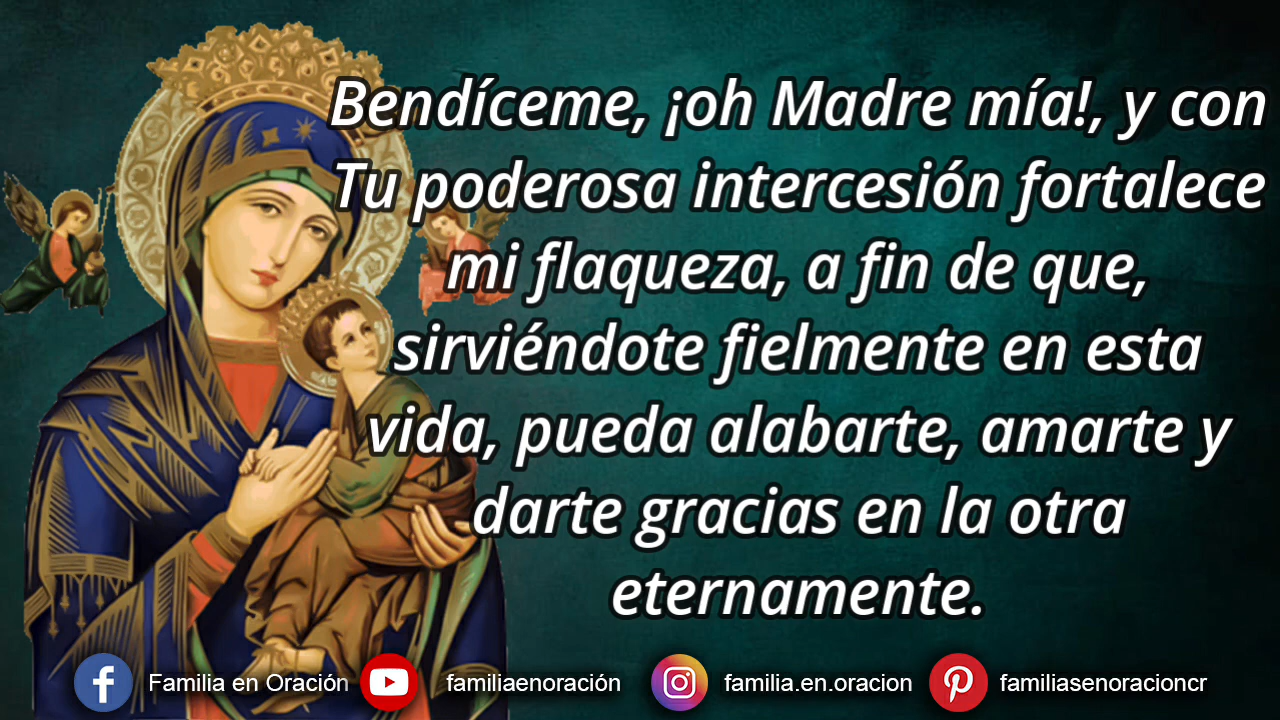 Bendíceme, ¡oh Madre mía!, y con
Tu poderosa intercesión fortalece
mi flaqueza, a fin de que,
sirviéndote fielmente en esta
vida, pueda alabarte, amarte y
darte gracias en la otra
eternamente.
Familia en Oración familiaenoración familia.en.oracion familiasenoracioncr